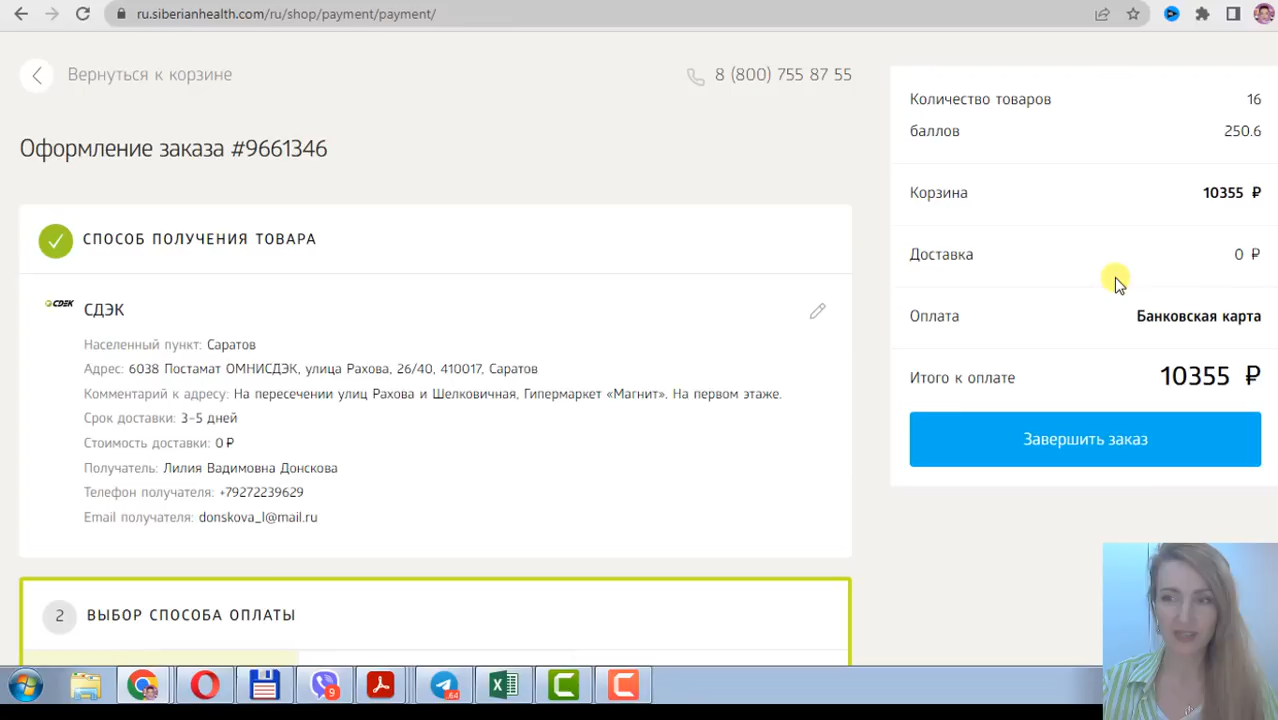 ru.siberianhealth.com/ru/shop/payment/payment/
Вернуться к корзине
8 (800) 755 87 55
Оформление заказа #9661346
СПОСОБ ПОЛУЧЕНИЯ ТОВАРА
CDEK
СДЭК
Населенный пункт: Саратов
Адрес: 6038 Постамат ОМНИСДЭК, улица Рахова, 26/40, 410017, Саратов
Комментарий к адресу: На пересечении улиц Рахова и Шелковичная, Гипермаркет «Магнит». На первом этаже.
Срок доставки: 3-5 дней
Стоимость доставки: 0 ₽
Получатель: Лилия Вадимовна Донскова
Телефон получателя: +79272239629
Email получателя: donskova_l@mail.ru
2 ВЫБОР СПОСОБА ОПЛАТЫ
Количество товаров 16
баллов 250.6
Корзина 10355 ₽
Доставка 0 ₽
Оплата Банковская карта
Итого к оплате 10355 ₽
Завершить заказ
9
64